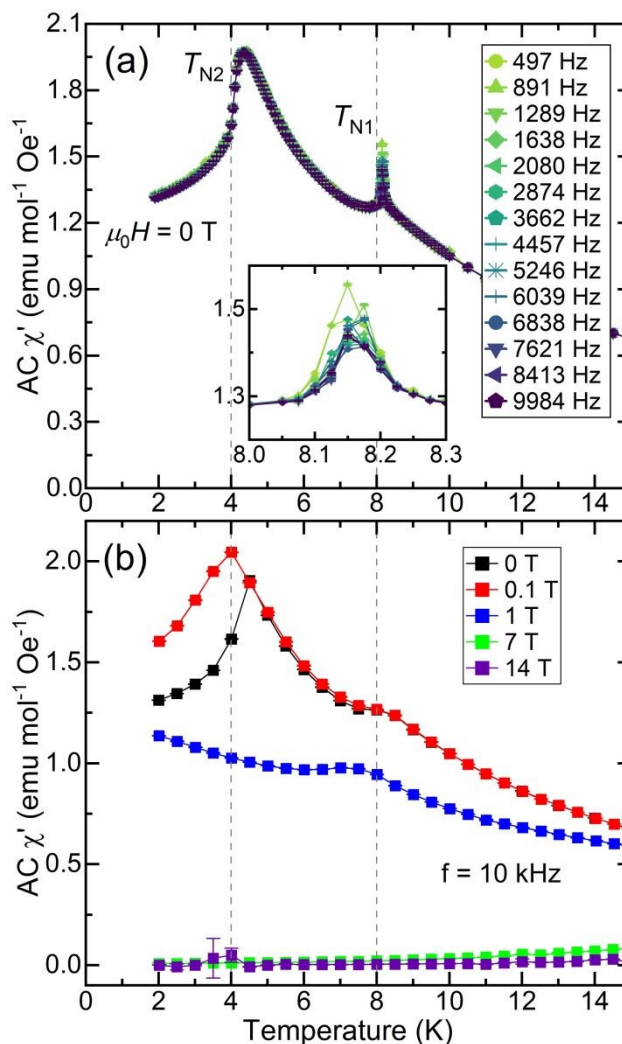 (a)
T_N2
T_N1
μ₀H = 0 T
497 Hz
891 Hz
1289 Hz
1638 Hz
2080 Hz
2874 Hz
3662 Hz
4457 Hz
5246 Hz
6039 Hz
6838 Hz
7621 Hz
8413 Hz
9984 Hz
AC χ' (emu mol⁻¹ Oe⁻¹)
2.1
1.8
1.5
1.2
0.9
0.6
0.3
0.0
1.5
1.3
8.0 8.1 8.2 8.3
0 2 4 6 8 10 12 14
(b)
0 T
0.1 T
1 T
7 T
14 T
f = 10 kHz
AC χ' (emu mol⁻¹ Oe⁻¹)
2.0
1.5
1.0
0.5
0.0
0 2 4 6 8 10 12 14
Temperature (K)